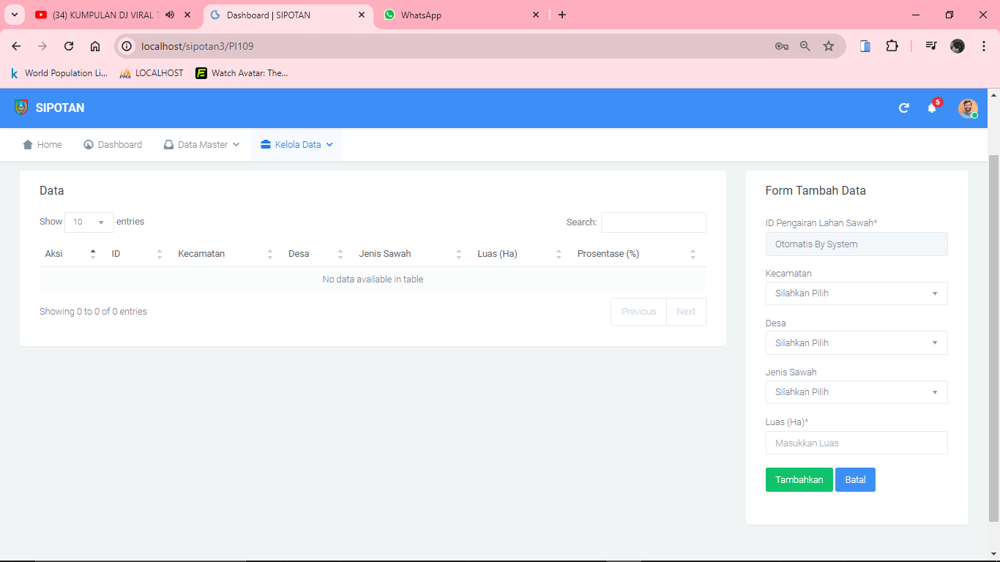 (34) KUMPULAN DJ VIRAL T
Dashboard | SIPOTAN
WhatsApp
localhost/sipotan3/PI109
World Population Li...
LOCALHOST
Watch Avatar: The...
SIPOTAN
5
Home
Dashboard
Data Master
Kelola Data
Data
Show 10 entries
Search:
Aksi ID Kecamatan Desa Jenis Sawah Luas (Ha) Prosentase (%)
No data available in table
Showing 0 to 0 of 0 entries
Previous Next
Form Tambah Data
ID Pengairan Lahan Sawah*
Otomatis By System
Kecamatan
Silahkan Pilih
Desa
Silahkan Pilih
Jenis Sawah
Silahkan Pilih
Luas (Ha)*
Masukkan Luas
Tambahkan Batal